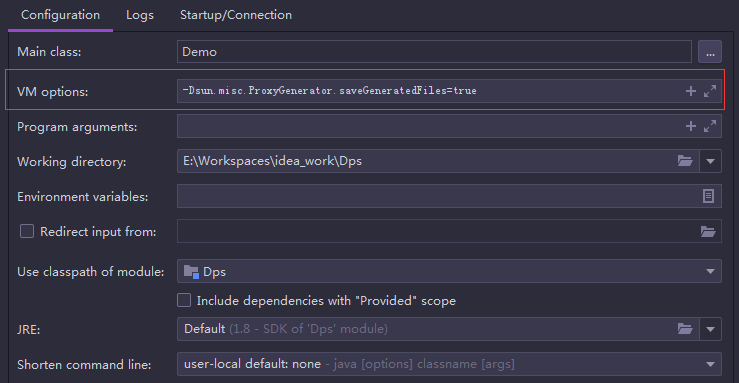 Configuration Logs Startup/Connection
Main class: Demo ...
VM options: -Dsun.misc.ProxyGenerator.saveGeneratedFiles=true
Program arguments:
Working directory: E:\Workspaces\idea_work\Dps
Environment variables:
Redirect input from:
Use classpath of module: Dps
Include dependencies with "Provided" scope
JRE: Default (1.8 - SDK of 'Dps' module)
Shorten command line: user-local default: none - java [options] classname [args]